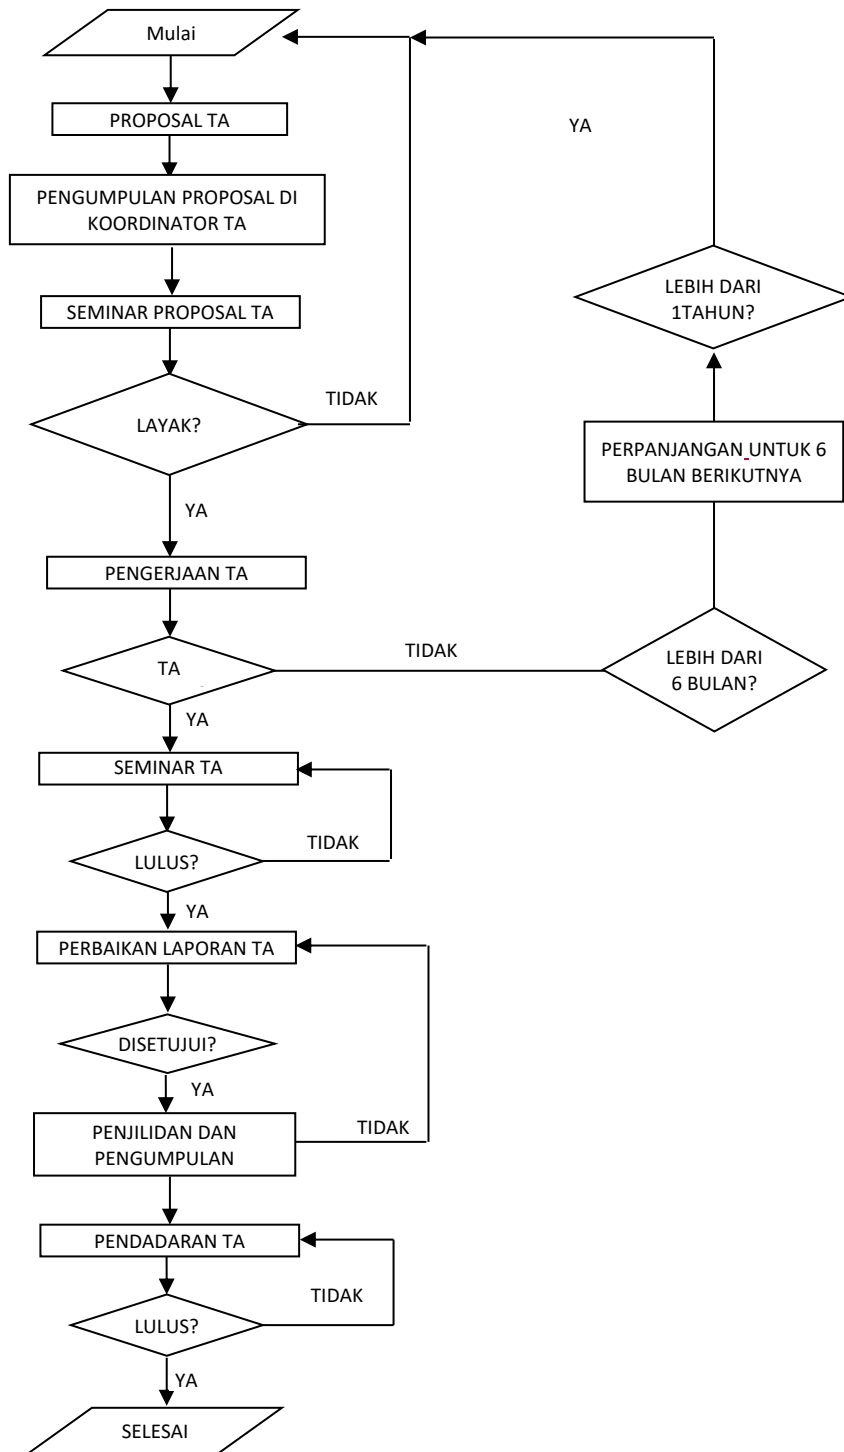 Mulai
PROPOSAL TA
YA
PENGUMPULAN PROPOSAL DI
KOORDINATOR TA
SEMINAR PROPOSAL TA
LEBIH DARI
1TAHUN?
LAYAK?
TIDAK
PERPANJANGAN UNTUK 6
BULAN BERIKUTNYA
YA
PENGERJAAN TA
TA
TIDAK
LEBIH DARI
6 BULAN?
YA
SEMINAR TA
LULUS?
TIDAK
YA
PERBAIKAN LAPORAN TA
DISETUJUI?
YA
PENJILIDAN DAN
PENGUMPULAN
TIDAK
PENDADARAN TA
LULUS?
TIDAK
YA
SELESAI